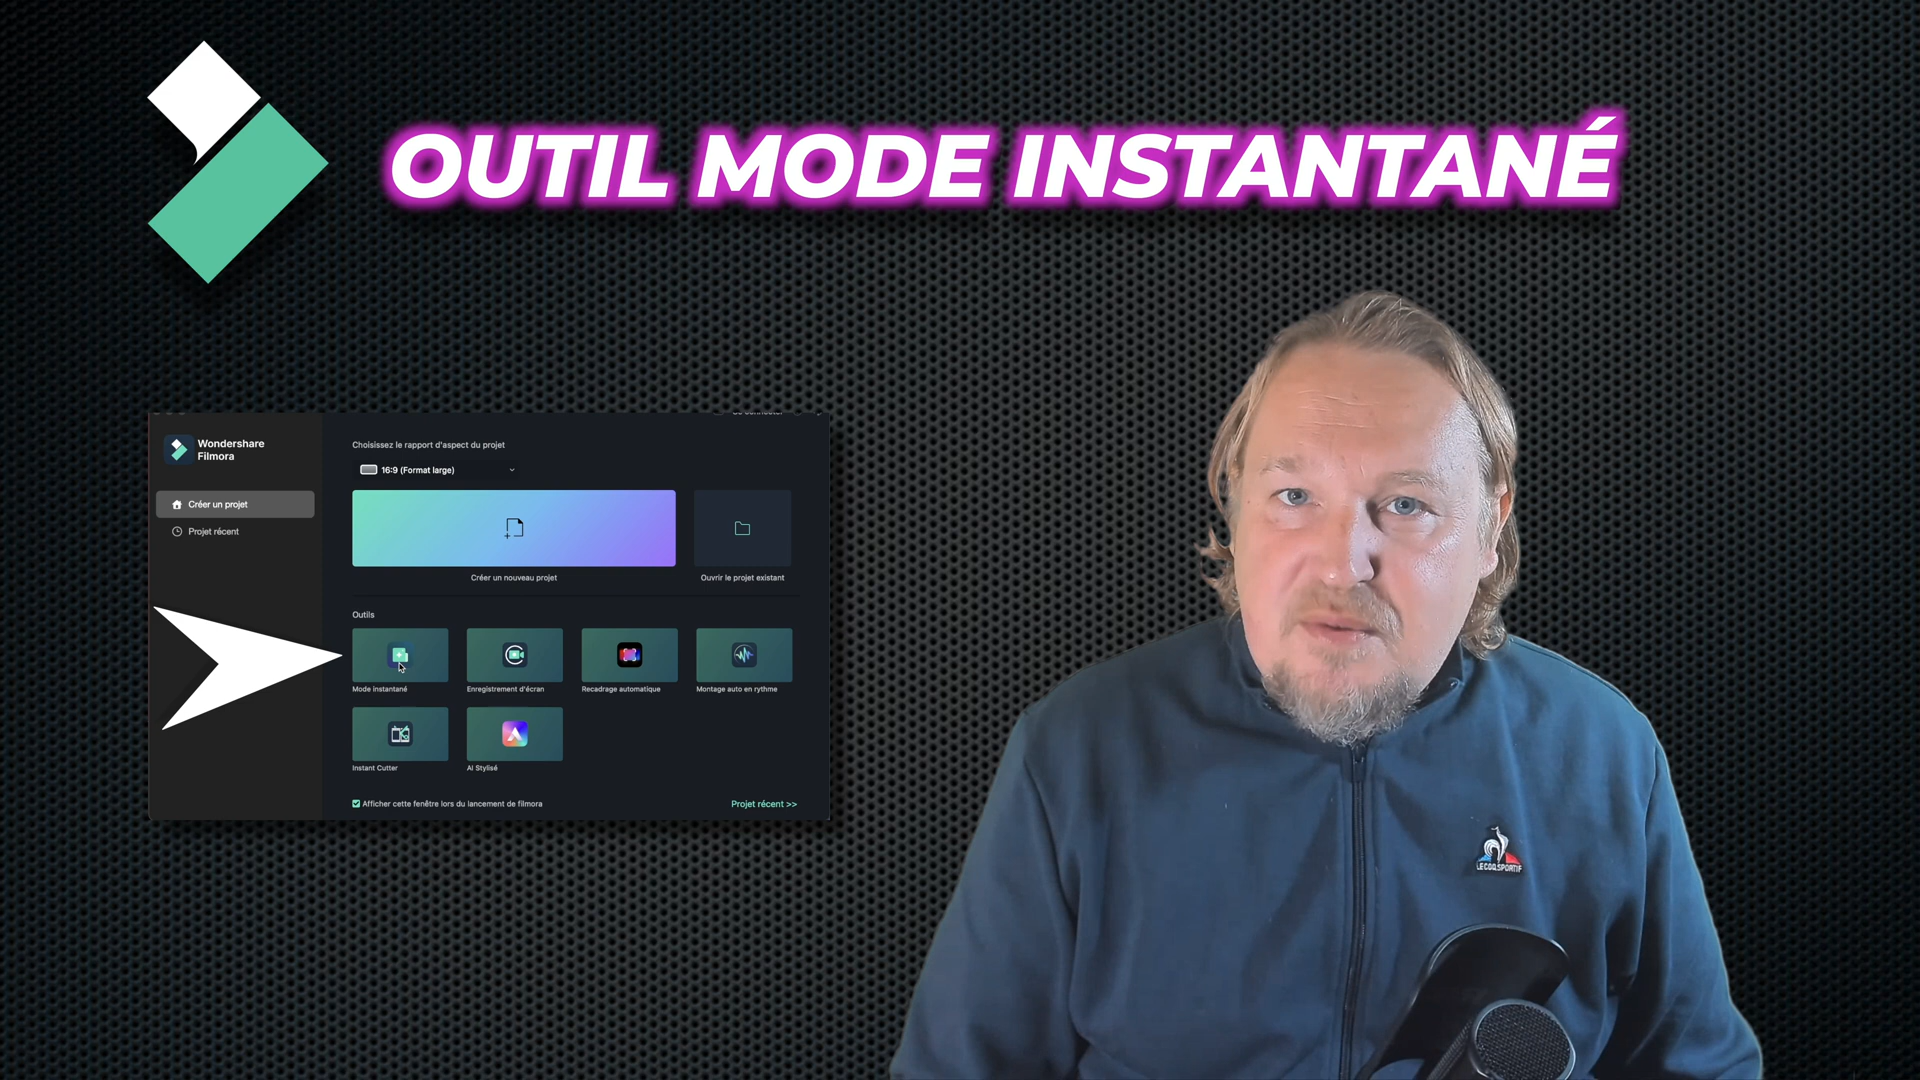 OUTIL MODE INSTANTANÉ
Wondershare
Filmora
Créer un projet
Projet récent
Choisissez le rapport d'aspect du projet
16:9 (Format large)
Créer un nouveau projet
Ouvrir le projet existant
Outils
Mode instantané
Enregistrement d'écran
Recadrage automatique
Montage auto en rythme
Instant Cutter
AI Stylisé
Afficher cette fenêtre lors du lancement de filmora
Projet récent >>
LE COQ SPORTIF